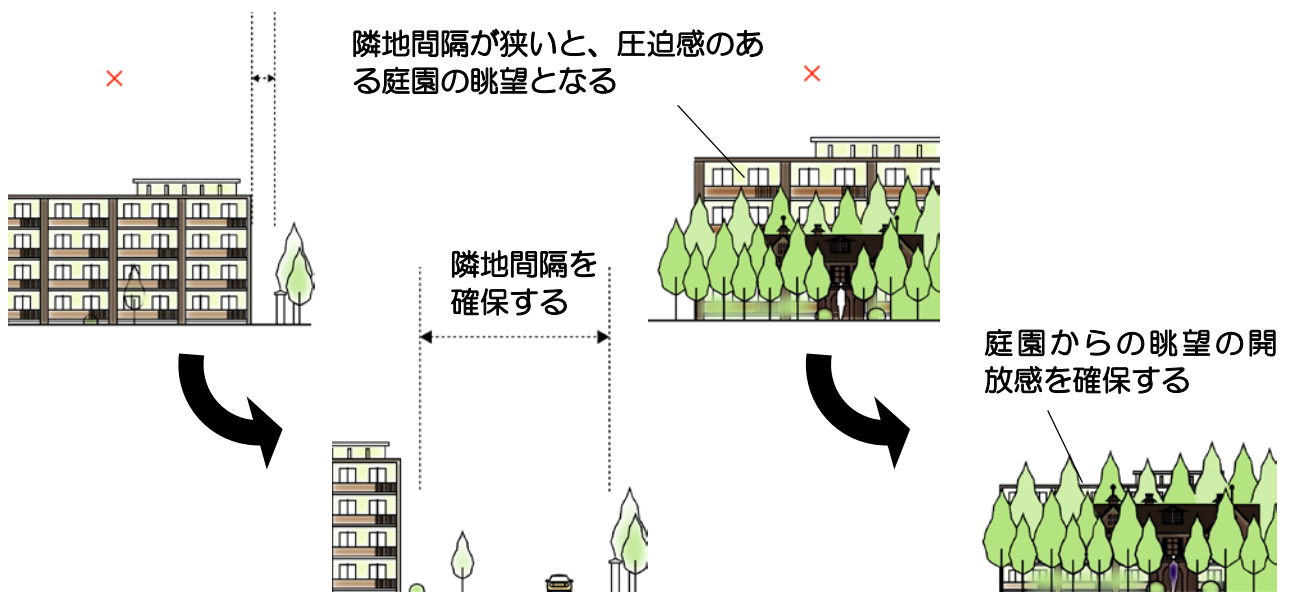 隣地間隔が狭いと、圧迫感のあ
る庭園の眺望となる
隣地間隔を
確保する
庭園からの眺望の開
放感を確保する